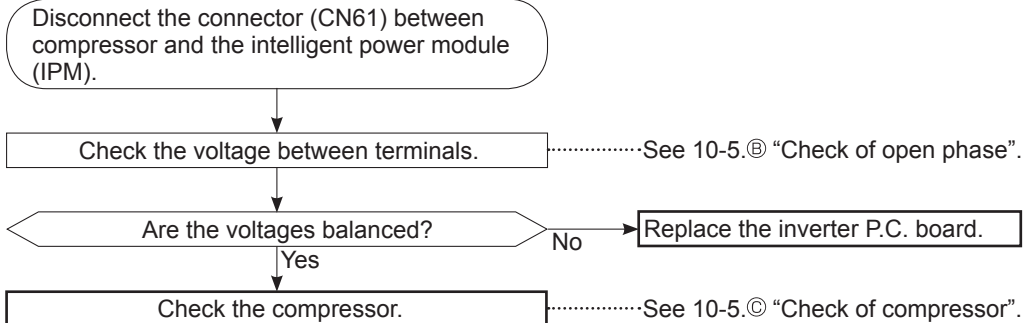 Disconnect the connector (CN61) between
compressor and the intelligent power module
(IPM).
Check the voltage between terminals.
See 10-5.Ⓑ “Check of open phase”.
Are the voltages balanced?
No
Replace the inverter P.C. board.
Yes
Check the compressor.
See 10-5.Ⓒ “Check of compressor”.